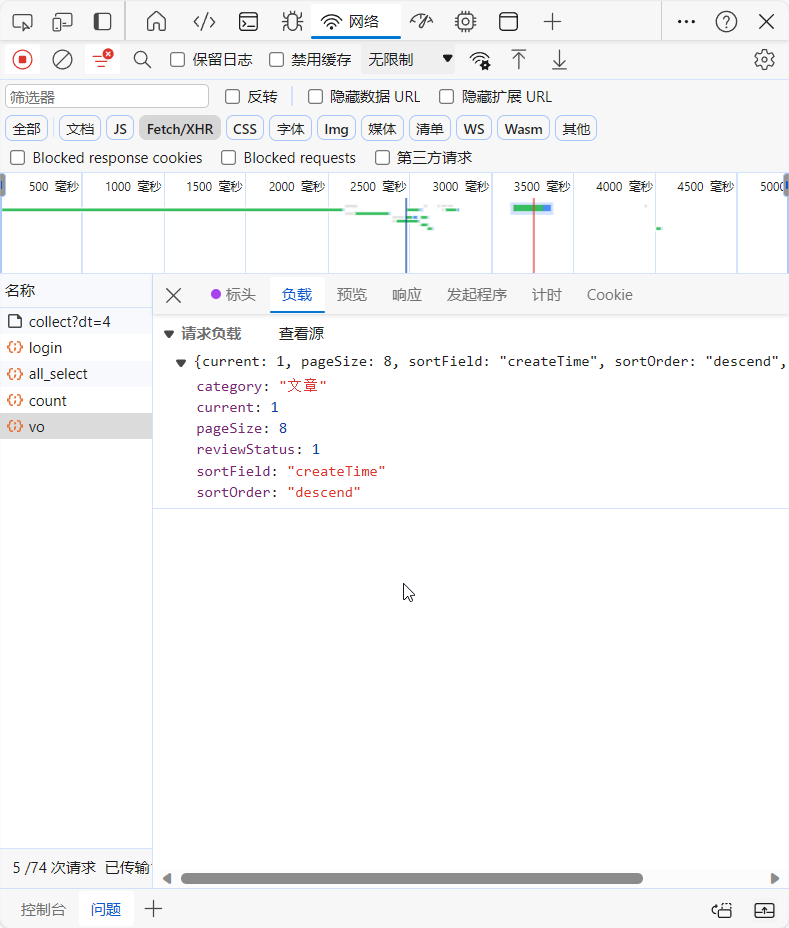 网络
保留日志 禁用缓存 无限制
筛选器 反转 隐藏数据 URL 隐藏扩展 URL
全部 文档 JS Fetch/XHR CSS 字体 Img 媒体 清单 WS Wasm 其他
Blocked response cookies Blocked requests 第三方请求
500 毫秒 1000 毫秒 1500 毫秒 2000 毫秒 2500 毫秒 3000 毫秒 3500 毫秒 4000 毫秒 4500 毫秒 5000
名称 标头 负载 预览 响应 发起程序 计时 Cookie
collect?dt=4
login
all_select
count
vo
请求负载 查看源
{current: 1, pageSize: 8, sortField: "createTime", sortOrder: "descend",
category: "文章"
current: 1
pageSize: 8
reviewStatus: 1
sortField: "createTime"
sortOrder: "descend"
5 /74 次请求 已传输
控制台 问题